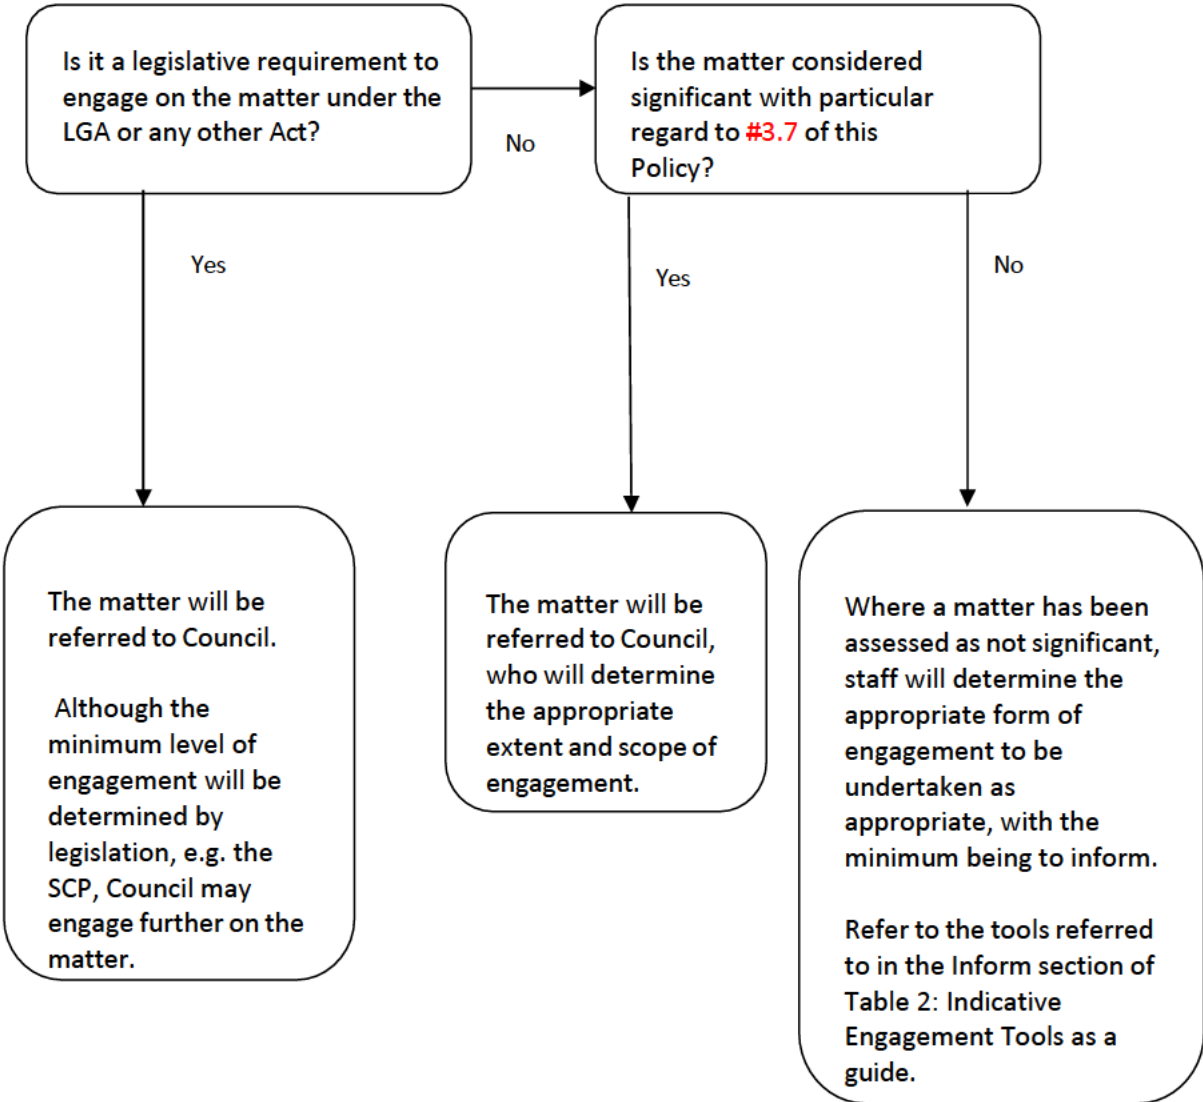 Is it a legislative requirement to
engage on the matter under the
LGA or any other Act?
No
Is the matter considered
significant with particular
regard to #3.7 of this
Policy?
Yes
Yes
No
The matter will be
referred to Council.
Although the
minimum level of
engagement will be
determined by
legislation, e.g. the
SCP, Council may
engage further on the
matter.
The matter will be
referred to Council,
who will determine
the appropriate
extent and scope of
engagement.
Where a matter has been
assessed as not significant,
staff will determine the
appropriate form of
engagement to be
undertaken as
appropriate, with the
minimum being to inform.
Refer to the tools referred
to in the Inform section of
Table 2: Indicative
Engagement Tools as a
guide.